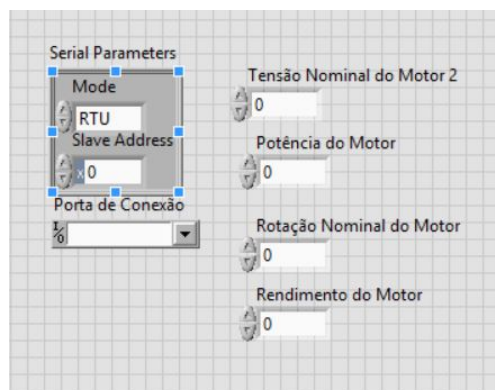 Serial Parameters
Mode
RTU
Slave Address
x 0
Porta de Conexão
I/O
Tensão Nominal do Motor 2
0
Potência do Motor
0
Rotação Nominal do Motor
0
Rendimento do Motor
0